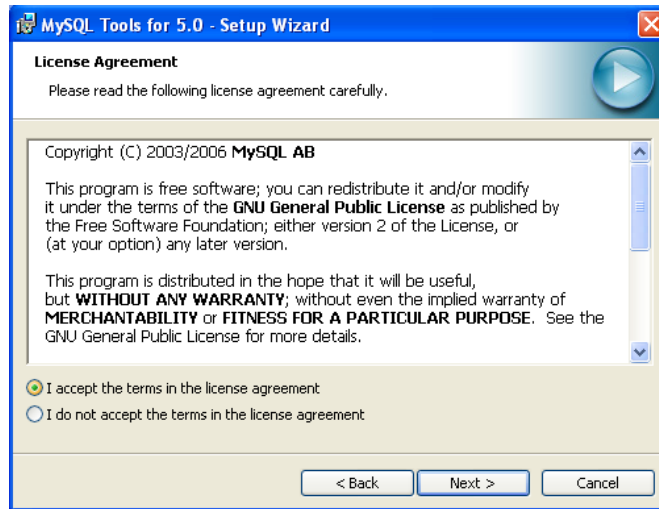 MySQL Tools for 5.0 - Setup Wizard
License Agreement
Please read the following license agreement carefully.
Copyright (C) 2003/2006 MySQL AB
This program is free software; you can redistribute it and/or modify
it under the terms of the GNU General Public License as published by
the Free Software Foundation; either version 2 of the License, or
(at your option) any later version.
This program is distributed in the hope that it will be useful,
but WITHOUT ANY WARRANTY; without even the implied warranty of
MERCHANTABILITY or FITNESS FOR A PARTICULAR PURPOSE.  See the
GNU General Public License for more details.
I accept the terms in the license agreement
I do not accept the terms in the license agreement
< Back Next > Cancel